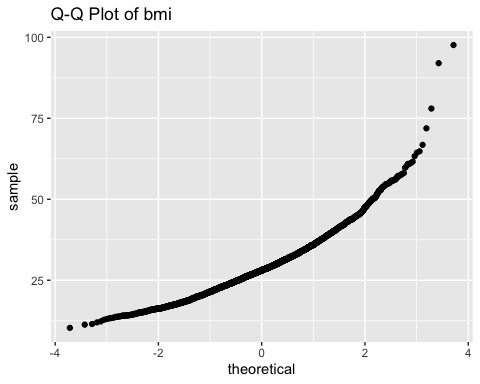 Q-Q Plot of bmi
100
75
50
25
sample
-4 -2 0 2 4
theoretical